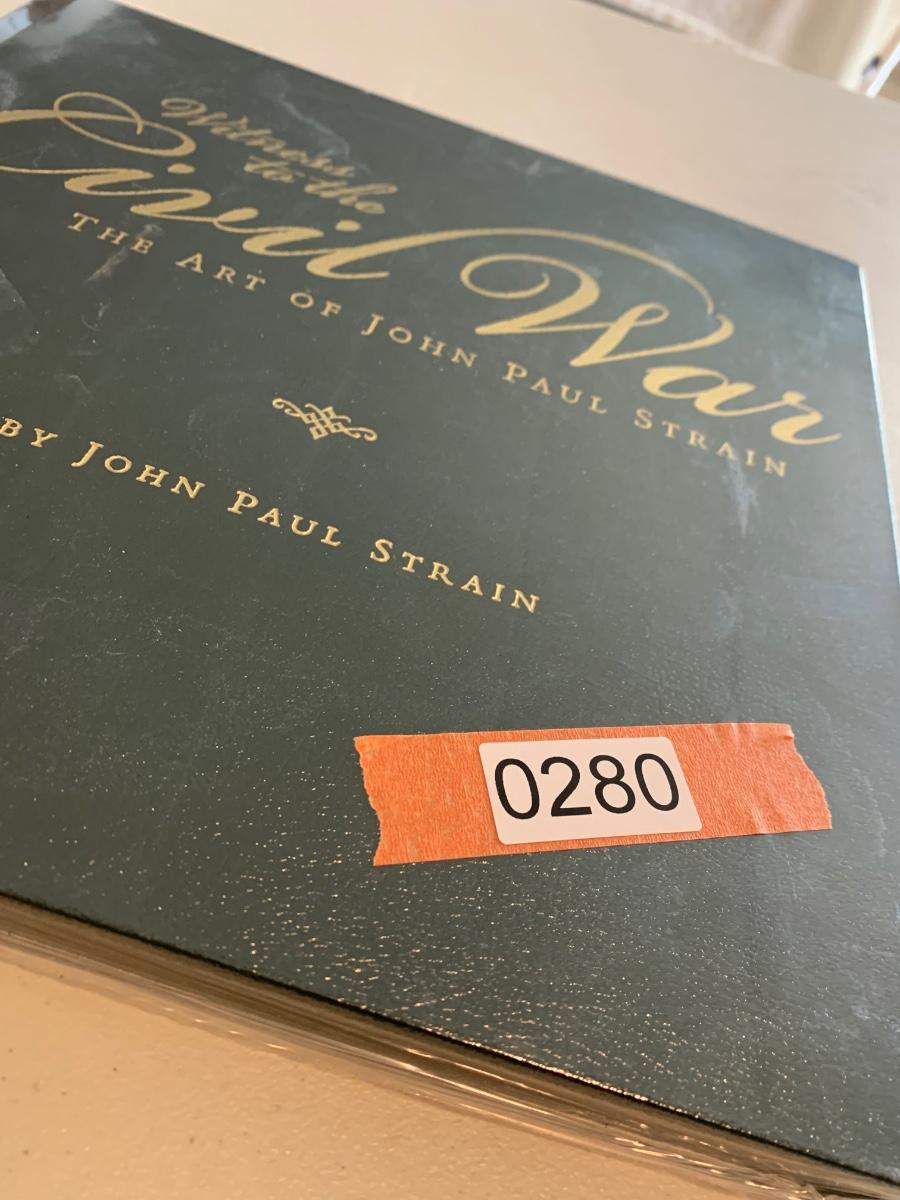 Witness
to the
Civil War
THE ART OF JOHN PAUL STRAIN
BY JOHN PAUL STRAIN
0280